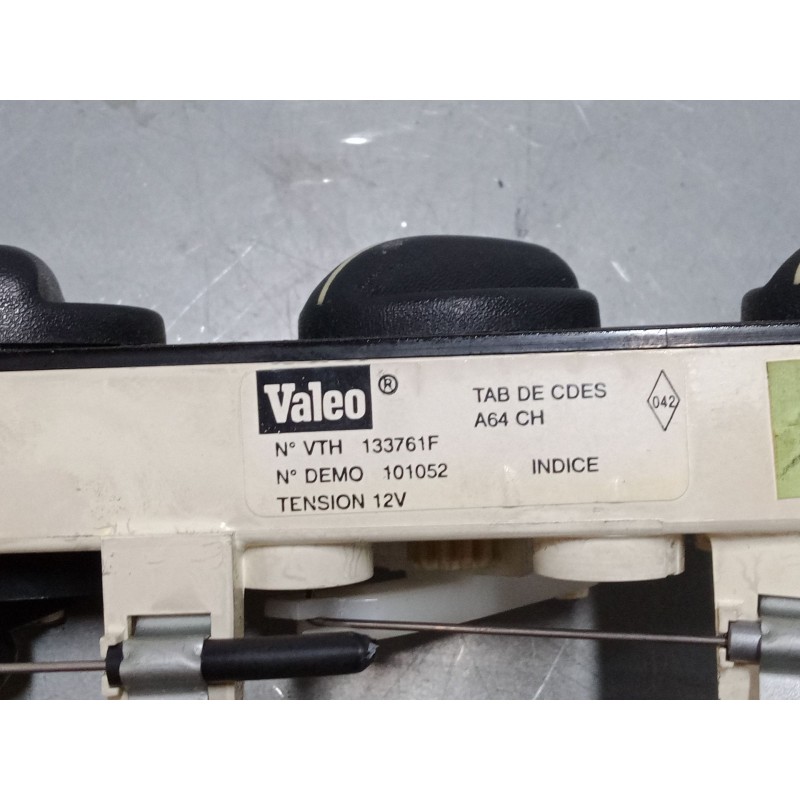 Valeo ®
TAB DE CDES
A64 CH
042
N° VTH 133761F
N° DEMO 101052
INDICE
TENSION 12V